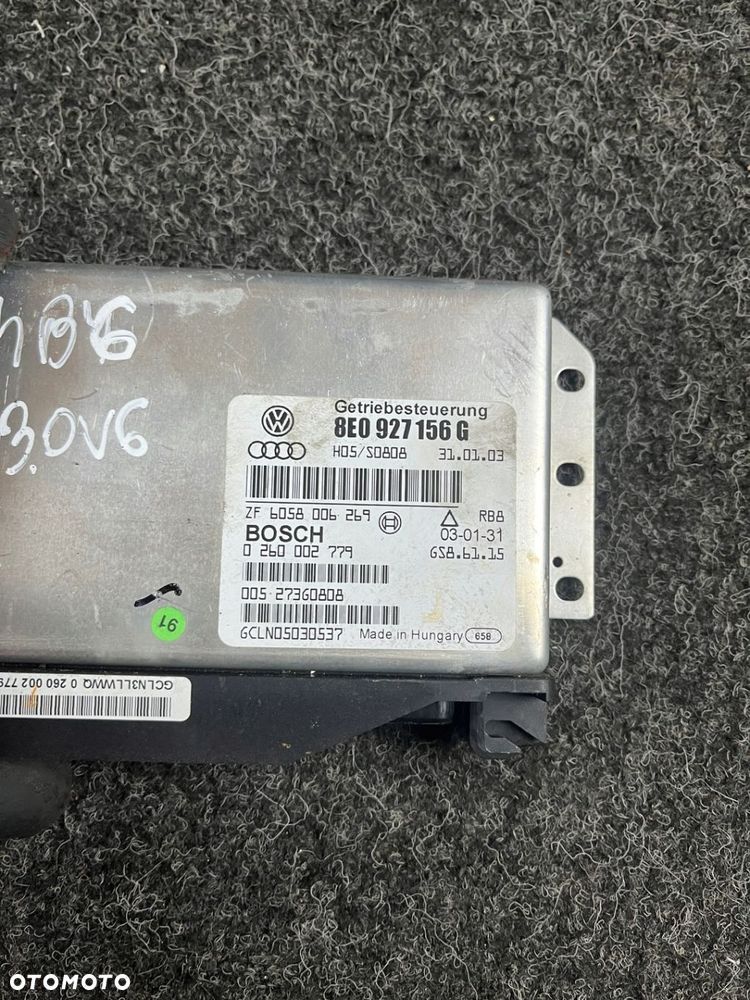 B6
3.0V6
Getriebesteuerung
8E0 927 156 G
H05/S0808 31.01.03
ZF 6058 006 269 RB8
BOSCH 03-01-31
0 260 002 779 GS8.61.15
005 27360808
GCLN05030537 Made in Hungary 658
91
GCLN3LLWWQ 0 260 002 779
OTOMOTO